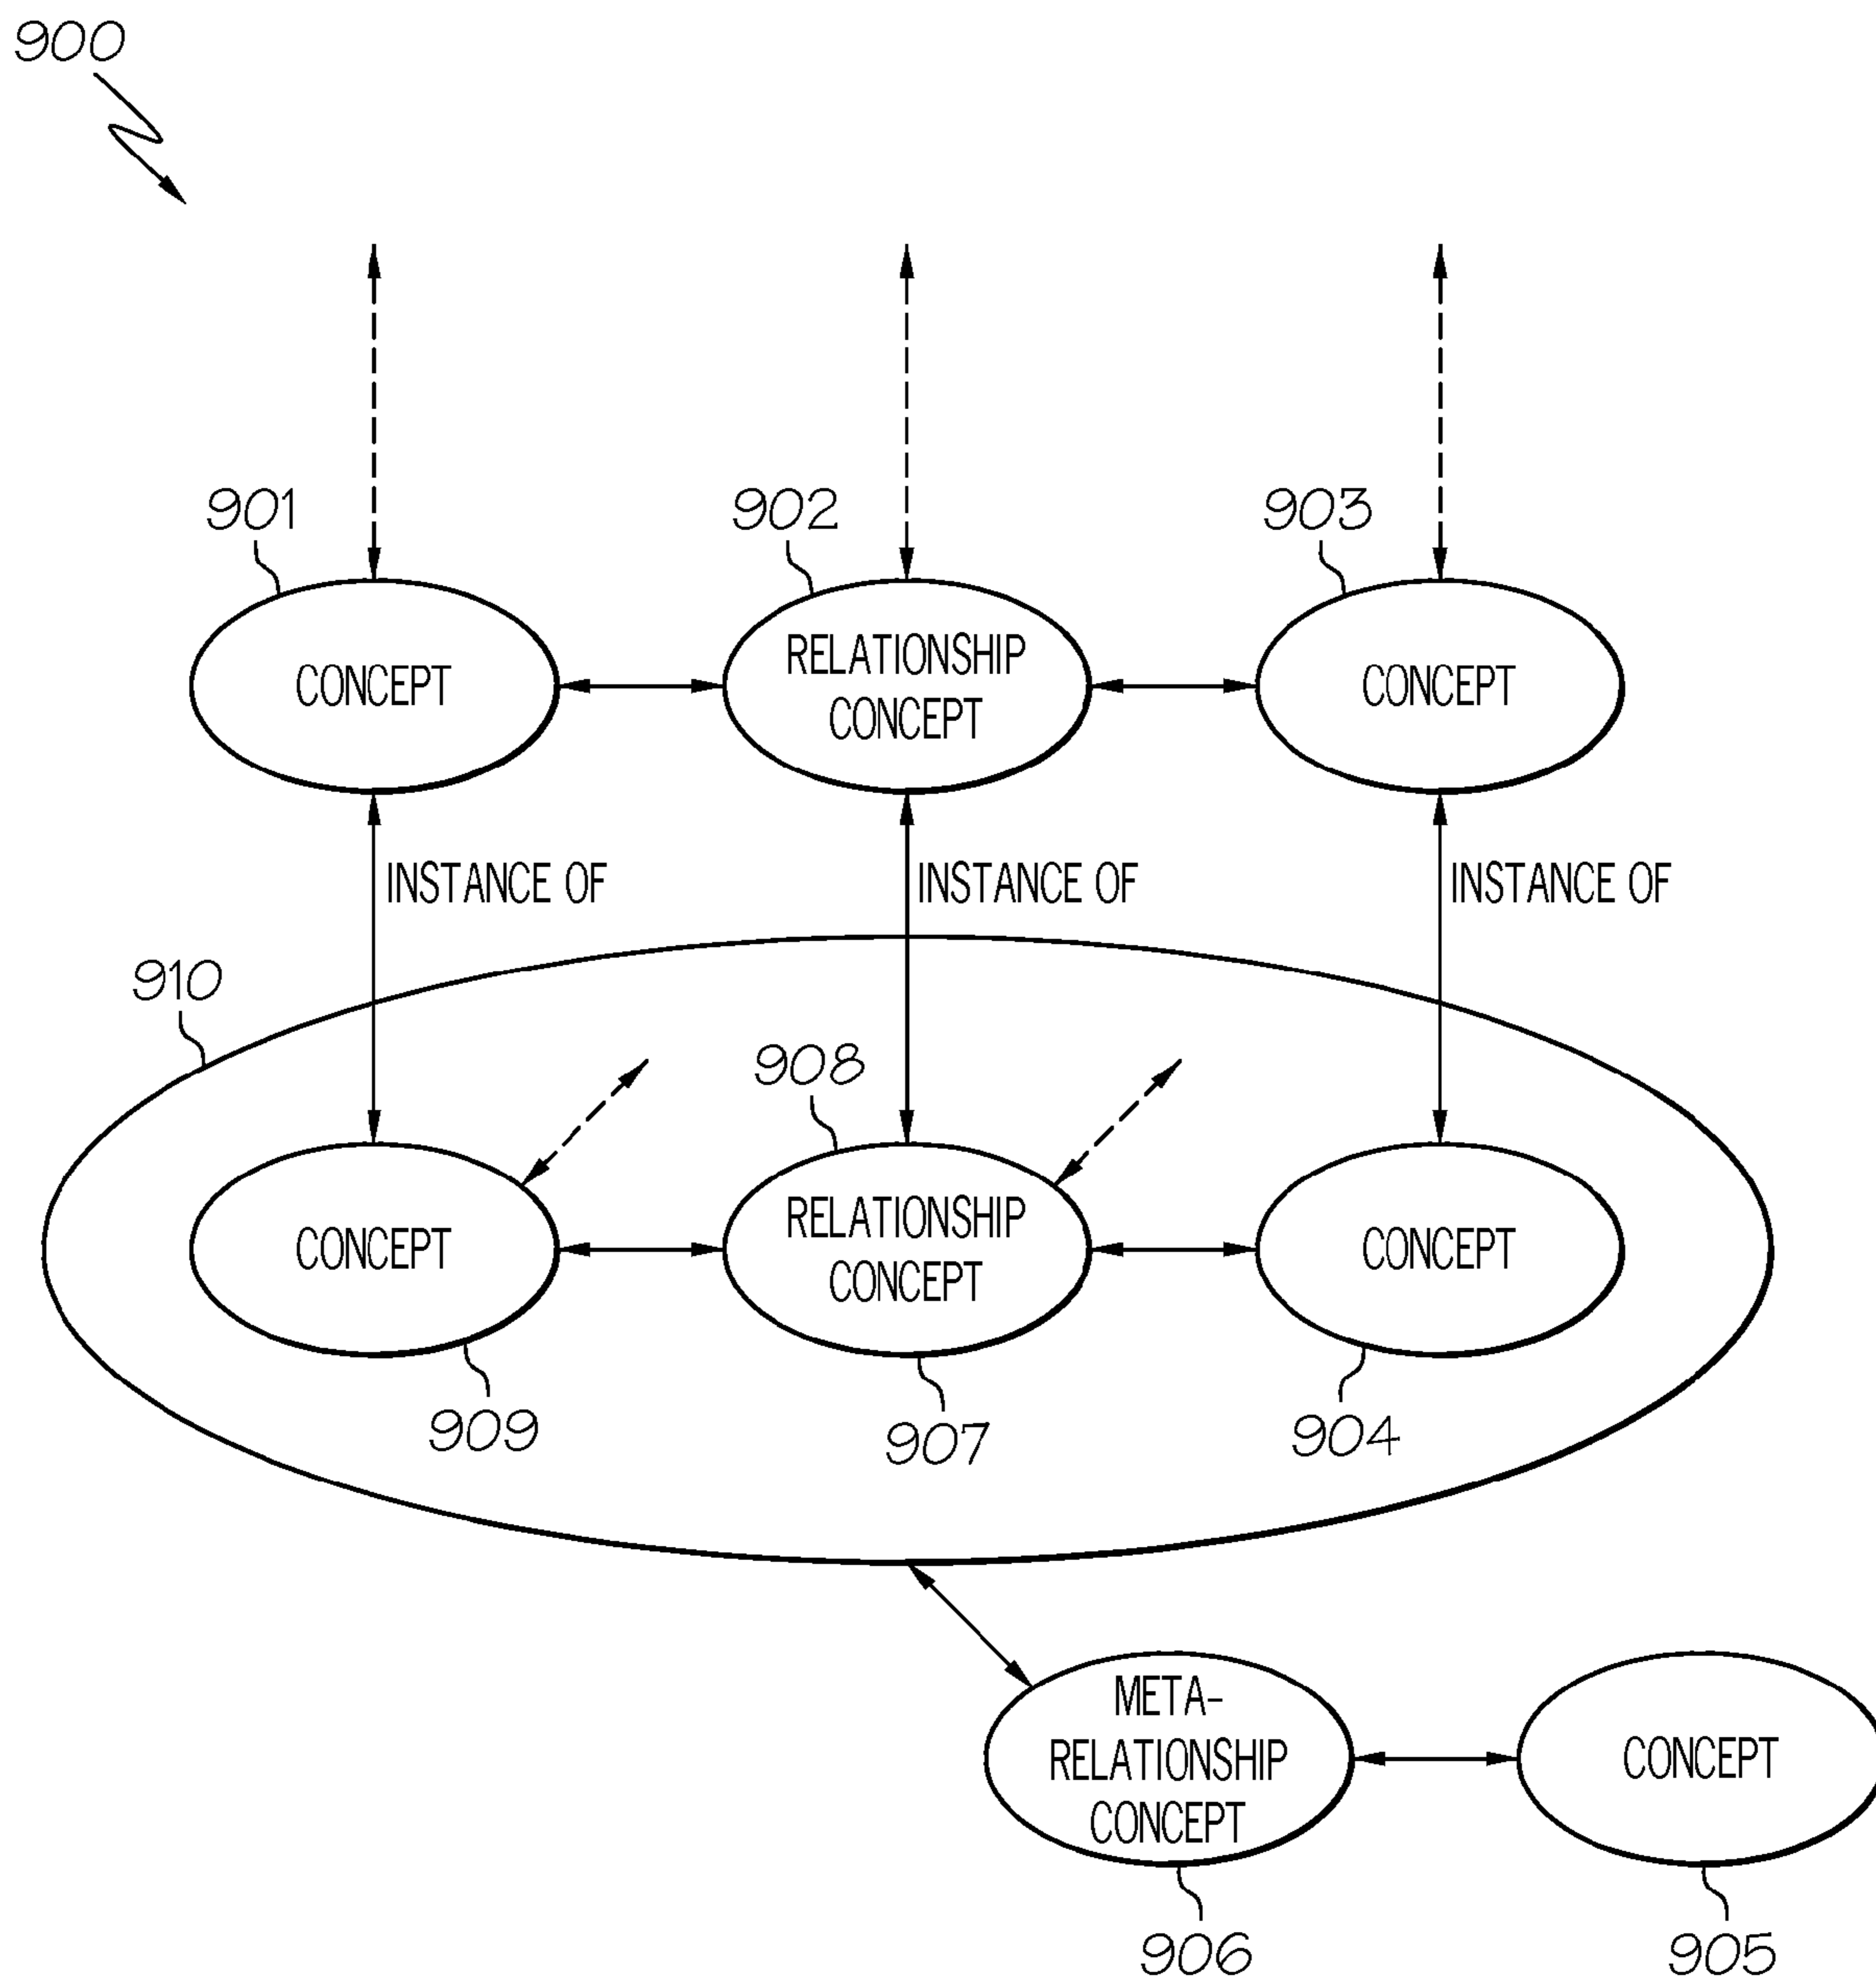 900
901
902
903
CONCEPT
RELATIONSHIP
CONCEPT
CONCEPT
INSTANCE OF
INSTANCE OF
INSTANCE OF
910
908
CONCEPT
RELATIONSHIP
CONCEPT
CONCEPT
909
907
904
META-
RELATIONSHIP
CONCEPT
CONCEPT
906
905